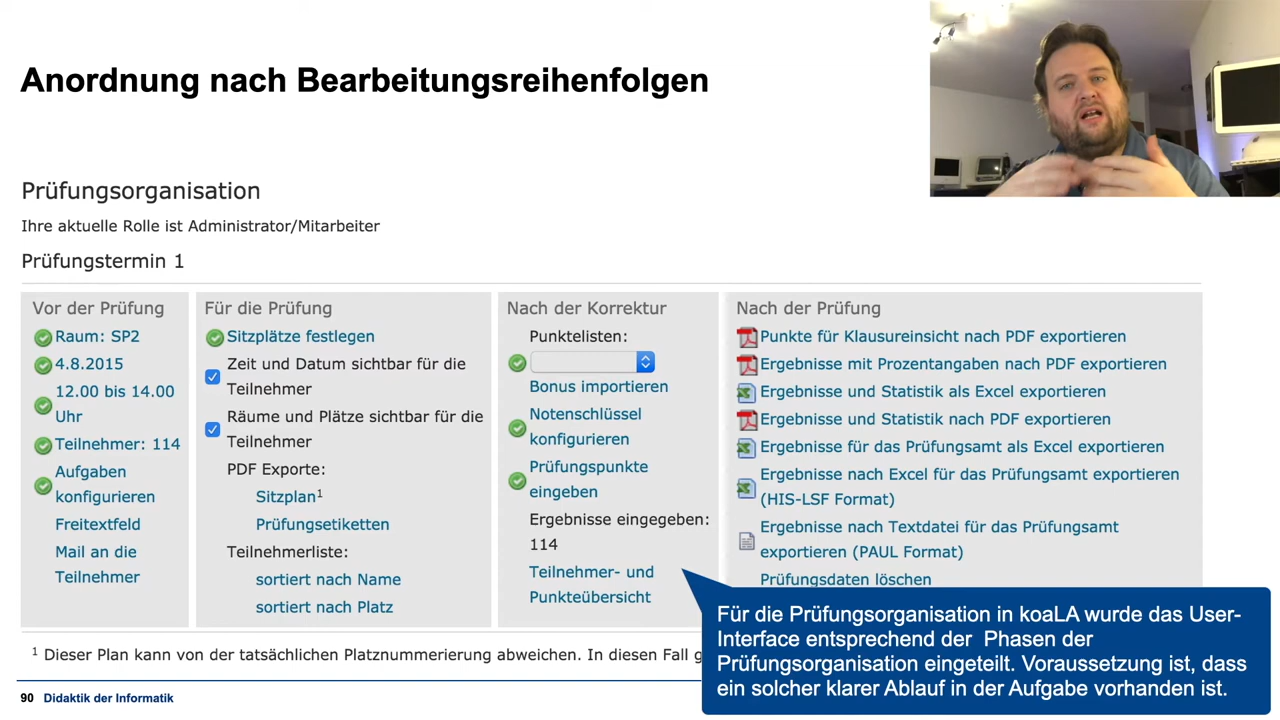 Anordnung nach Bearbeitungsreihenfolgen
Prüfungsorganisation
Ihre aktuelle Rolle ist Administrator/Mitarbeiter
Prüfungstermin 1
Vor der Prüfung
Raum: SP2
4.8.2015
12.00 bis 14.00
Uhr
Teilnehmer: 114
Aufgaben
konfigurieren
Freitextfeld
Mail an die
Teilnehmer
Für die Prüfung
Sitzplätze festlegen
Zeit und Datum sichtbar für die
Teilnehmer
Räume und Plätze sichtbar für die
Teilnehmer
PDF Exporte:
Sitzplan¹
Prüfungsetiketten
Teilnehmerliste:
sortiert nach Name
sortiert nach Platz
Nach der Korrektur
Punktelisten:
Bonus importieren
Notenschlüssel
konfigurieren
Prüfungspunkte
eingeben
Ergebnisse eingegeben:
114
Teilnehmer- und
Punkteübersicht
Nach der Prüfung
Punkte für Klausureinsicht nach PDF exportieren
Ergebnisse mit Prozentangaben nach PDF exportieren
Ergebnisse und Statistik als Excel exportieren
Ergebnisse und Statistik nach PDF exportieren
Ergebnisse für das Prüfungsamt als Excel exportieren
Ergebnisse nach Excel für das Prüfungsamt exportieren
(HIS-LSF Format)
Ergebnisse nach Textdatei für das Prüfungsamt
exportieren (PAUL Format)
Prüfungsdaten löschen
¹ Dieser Plan kann von der tatsächlichen Platznummerierung abweichen. In diesen Fall g
Für die Prüfungsorganisation in koaLA wurde das User-
Interface entsprechend der Phasen der
Prüfungsorganisation eingeteilt. Voraussetzung ist, dass
ein solcher klarer Ablauf in der Aufgabe vorhanden ist.
90 Didaktik der Informatik